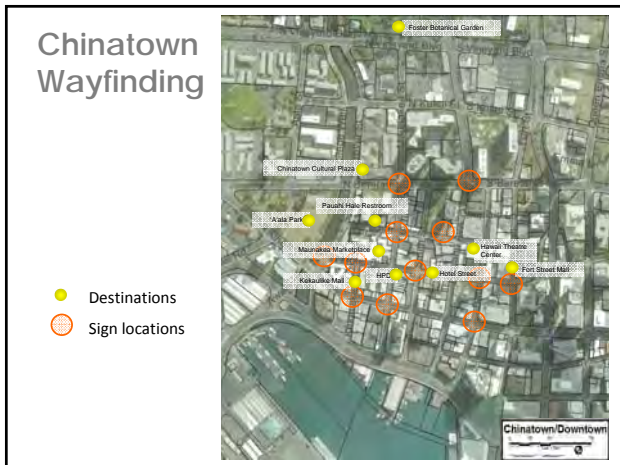 Chinatown
Wayfinding
Foster Botanical Garden
Chinatown Cultural Plaza
Pauahi Hale Restroom
A'ala Park
Maunakea Marketplace
Hawaii Theatre
Center
Kekaulike Mall
HPD
Hotel Street
Fort Street Mall
Destinations
Sign locations
Chinatown/Downtown